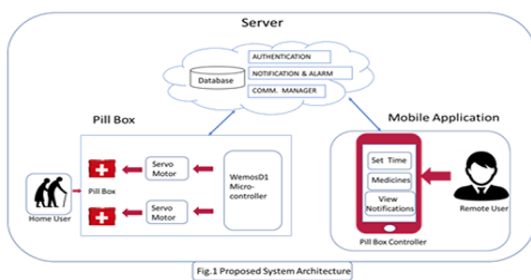 Server
AUTHENTICATION
NOTIFICATION & ALARM
COMM. MANAGER
Database
Pill Box
Mobile Application
Servo
Motor
WemosD1
Micro-
controller
Pill Box
Servo
Motor
Home User
Set Time
Medicines
View
Notifications
Remote User
Pill Box Controller
Fig.1 Proposed System Architecture